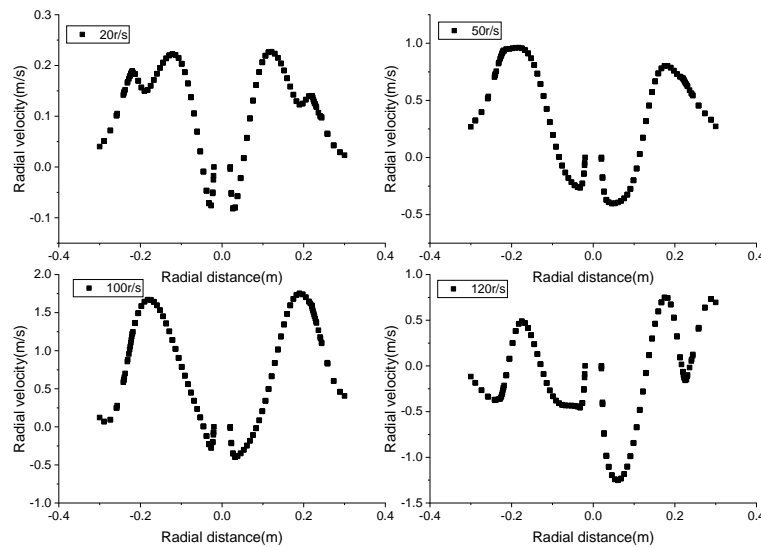 0.3
0.2
0.1
0.0
-0.1
Radial velocity(m/s)
20r/s
-0.4 -0.2 0.0 0.2 0.4
Radial distance(m)
1.0
0.5
0.0
-0.5
Radial velocity(m/s)
50r/s
-0.4 -0.2 0.0 0.2 0.4
Radial distance(m)
2.0
1.5
1.0
0.5
0.0
-0.5
-1.0
Radial velocity(m/s)
100r/s
-0.4 -0.2 0.0 0.2 0.4
Radial distance(m)
1.0
0.5
0.0
-0.5
-1.0
-1.5
Radial velocity(m/s)
120r/s
-0.4 -0.2 0.0 0.2 0.4
Radial distance(m)